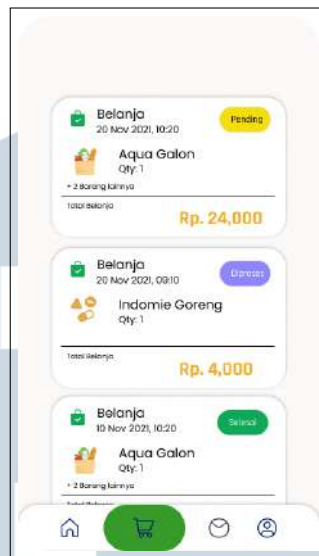 Belanja
Pending
20 Nov 2021, 10:20
Aqua Galon
Qty: 1
+ 2 Barang lainnya
Total Belanja
Rp. 24,000
Belanja
Diproses
20 Nov 2021, 09:10
Indomie Goreng
Qty: 1
Total Belanja
Rp. 4,000
Belanja
Selesai
10 Nov 2021, 10:20
Aqua Galon
Qty: 1
+ 2 Barang lainnya
Total Belanja